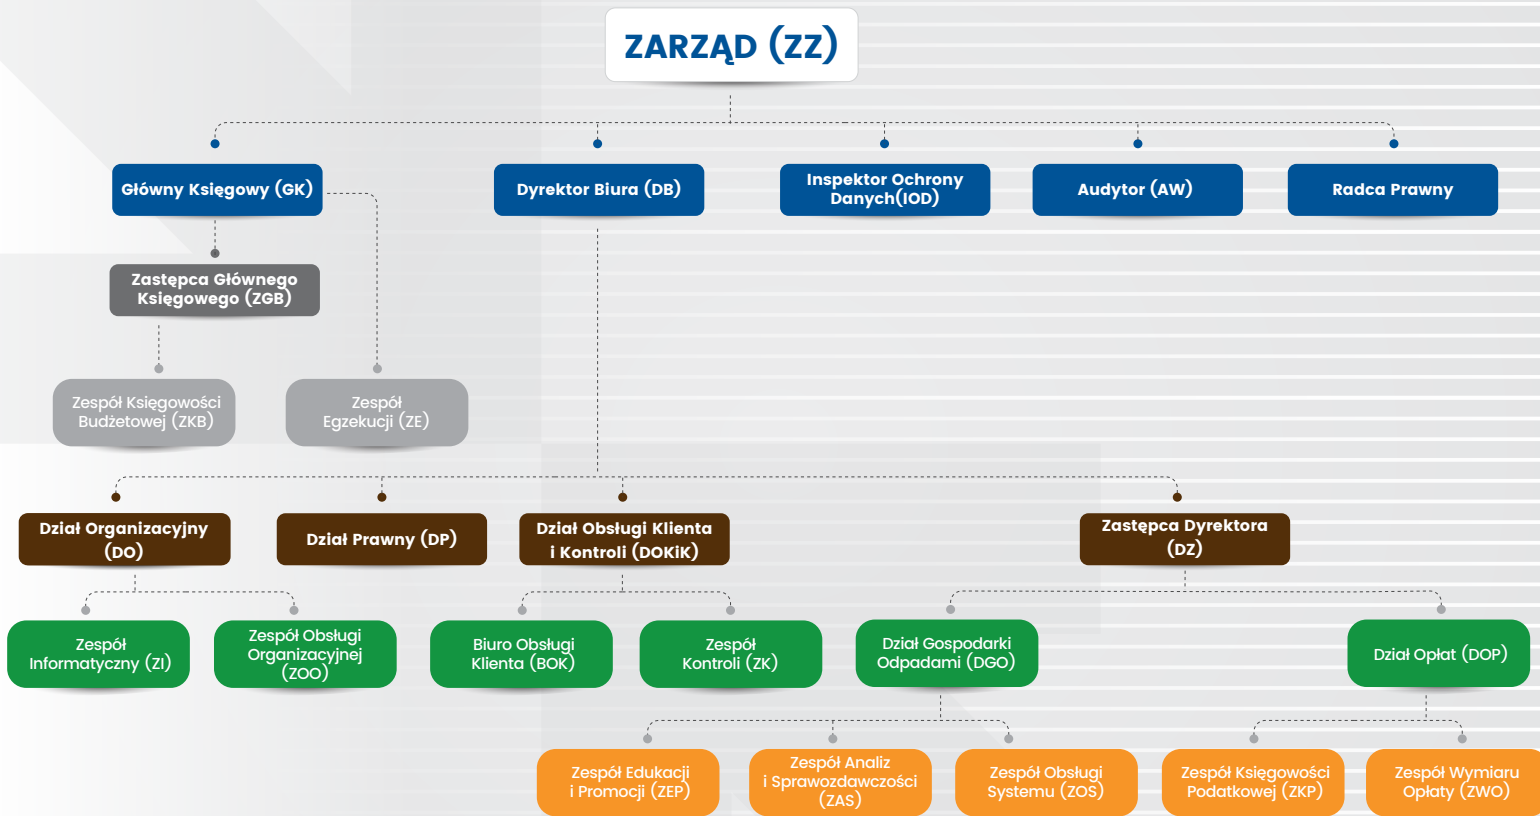 ZARZĄD (ZZ)
Główny Księgowy (GK)
Dyrektor Biura (DB)
Inspektor Ochrony
Danych(IOD)
Audytor (AW)
Radca Prawny
Zastępca Głównego
Księgowego (ZGB)
Zespół Księgowości
Budżetowej (ZKB)
Zespół
Egzekucji (ZE)
Dział Organizacyjny
(DO)
Dział Prawny (DP)
Dział Obsługi Klienta
i Kontroli (DOKiK)
Zastępca Dyrektora
(DZ)
Zespół
Informatyczny (ZI)
Zespół Obsługi
Organizacyjnej
(ZOO)
Biuro Obsługi
Klienta (BOK)
Zespół
Kontroli (ZK)
Dział Gospodarki
Odpadami (DGO)
Dział Opłat (DOP)
Zespół Edukacji
i Promocji (ZEP)
Zespół Analiz
i Sprawozdawczości
(ZAS)
Zespół Obsługi
Systemu (ZOS)
Zespół Księgowości
Podatkowej (ZKP)
Zespół Wymiaru
Opłaty (ZWO)